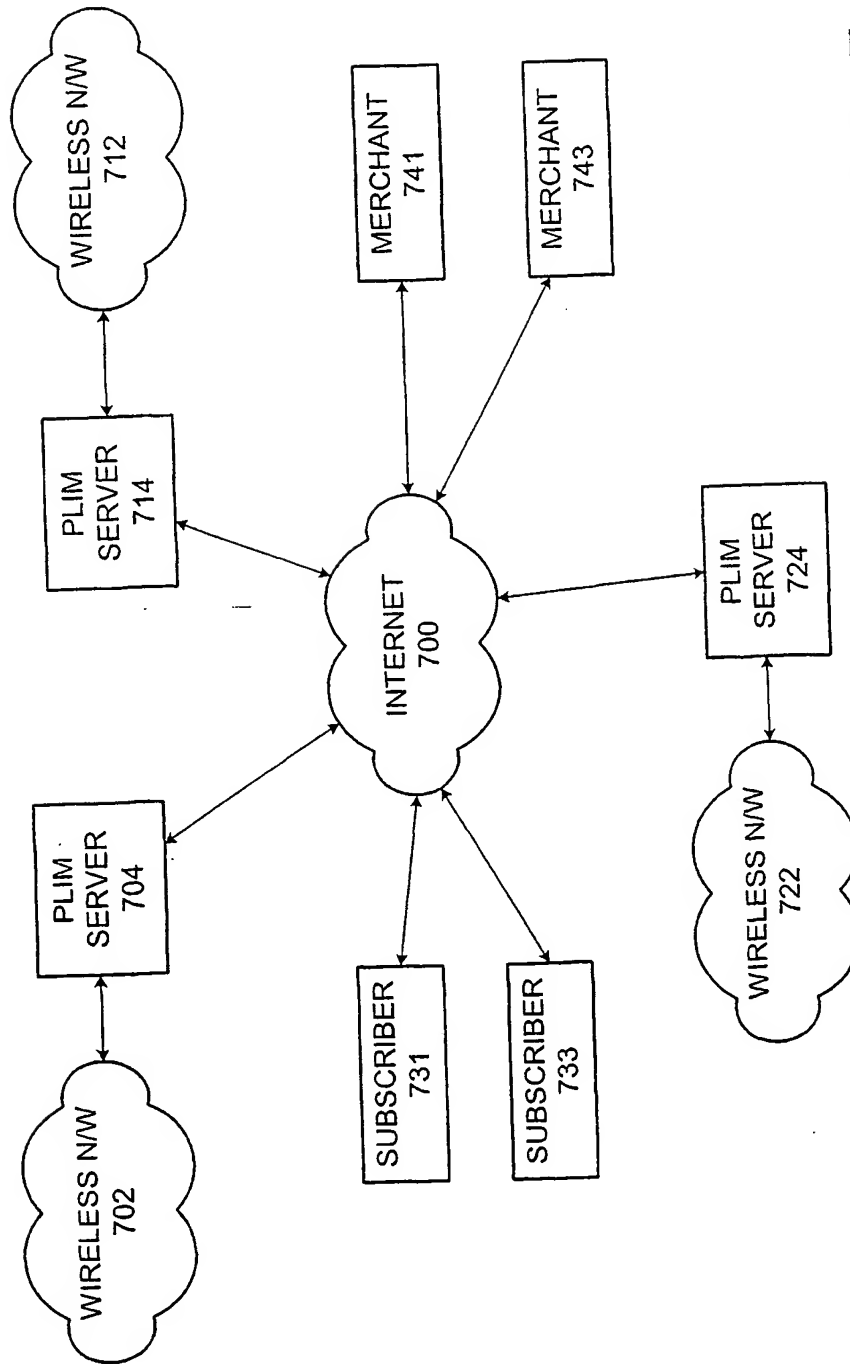 WIRELESS N/W
702
PLIM
SERVER
704
PLIM
SERVER
714
WIRELESS N/W
712
SUBSCRIBER
731
SUBSCRIBER
733
INTERNET
700
MERCHANT
741
MERCHANT
743
WIRELESS N/W
722
PLIM
SERVER
724